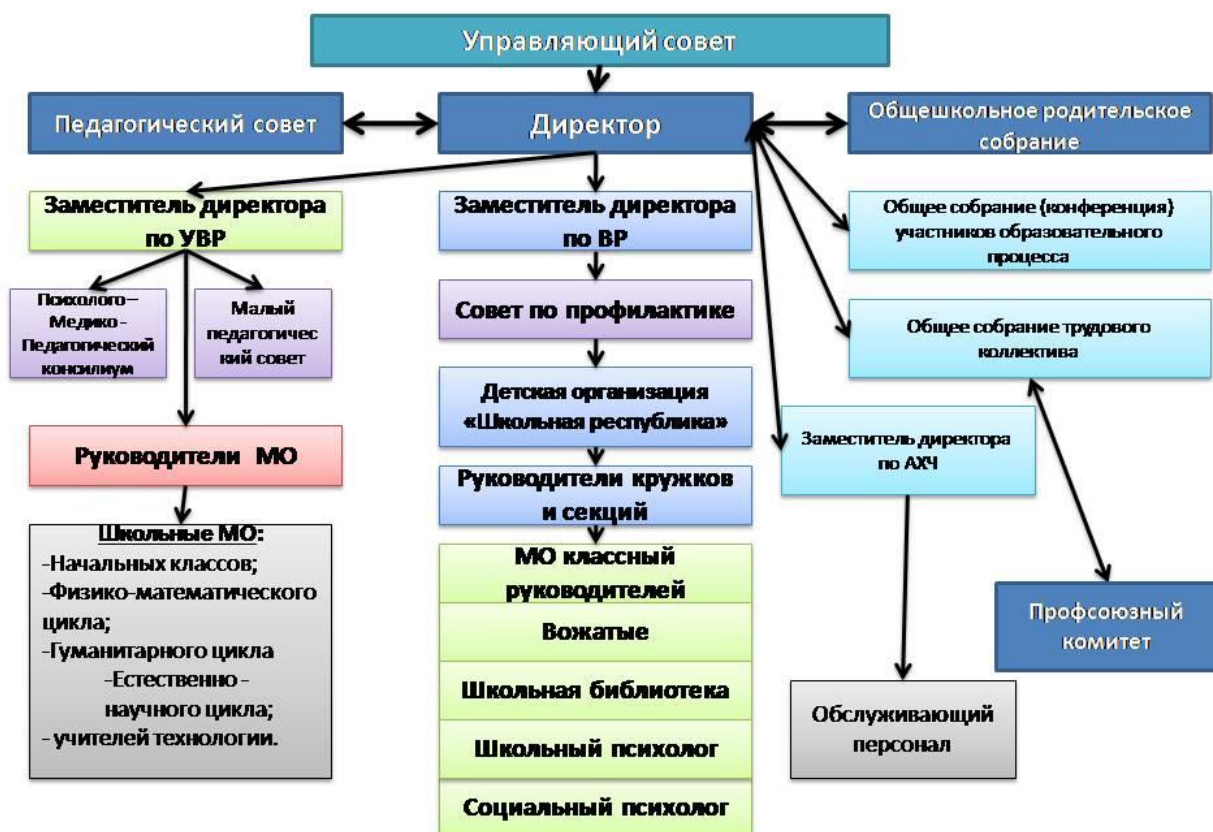 Управляющий совет
Педагогический совет
Директор
Общешкольное родительское
собрание
Заместитель директора
по УВР
Заместитель директора
по ВР
Общее собрание (конференция)
участников образовательного
процесса
Психолого –
Медико -
Педагогический
консилиум
Малый
педагогичес
кий совет
Совет по профилактике
Общее собрание трудового
коллектива
Детская организация
«Школьная республика»
Заместитель директора
по АХЧ
Руководители МО
Руководители кружков
и секций
Школьные МО:
-Начальных классов;
-Физико-математического
цикла;
-Гуманитарного цикла
-Естественно -
научного цикла;
- учителей технологии.
МО классный
руководителей
Вожатые
Школьная библиотека
Школьный психолог
Социальный психолог
Профсоюзный
комитет
Обслуживающий
персонал